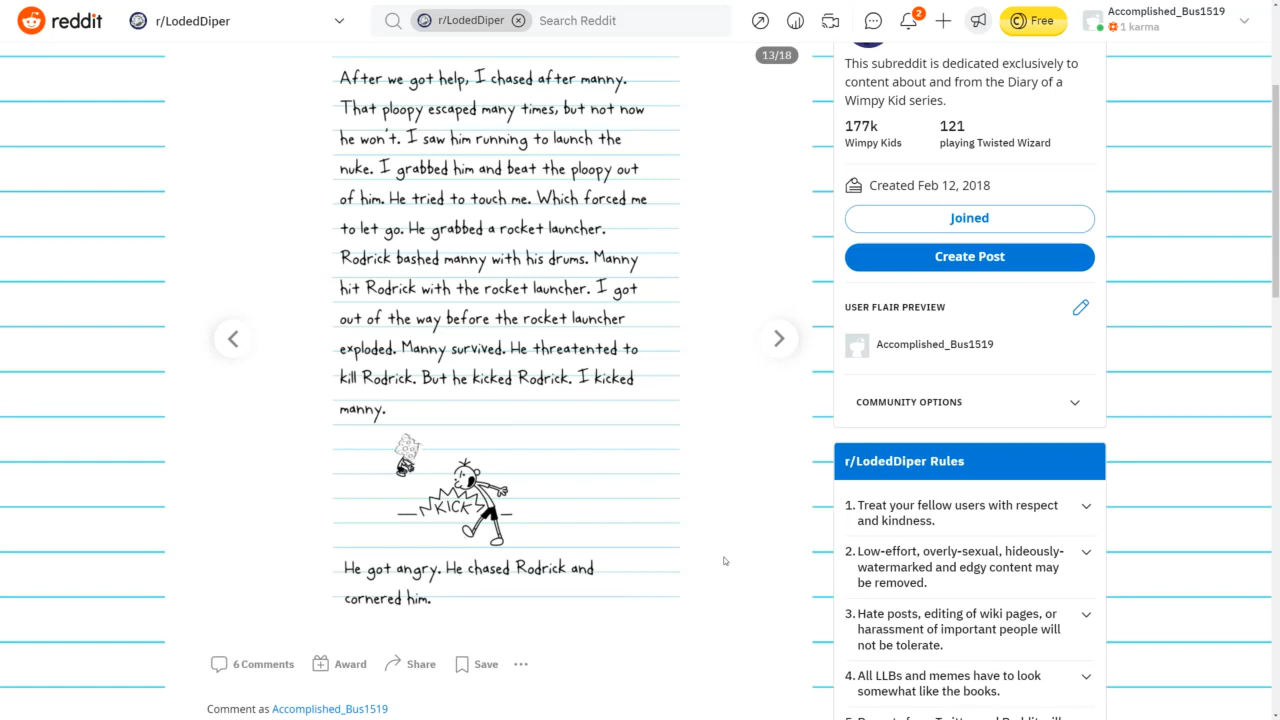 reddit
r/LodedDiper
r/LodedDiper
Search Reddit
2
Free
Accomplished_Bus1519
1 karma
13/18
After we got help, I chased after manny.
That ploopy escaped many times, but not now
he won't. I saw him running to launch the
nuke. I grabbed him and beat the ploopy out
of him. He tried to touch me. Which forced me
to let go. He grabbed a rocket launcher.
Rodrick bashed manny with his drums. Manny
hit Rodrick with the rocket launcher. I got
out of the way before the rocket launcher
exploded. Manny survived. He threatented to
kill Rodrick. But he kicked Rodrick. I kicked
manny.
KICK
He got angry. He chased Rodrick and
cornered him.
6 Comments
Award
Share
Save
Comment as Accomplished_Bus1519
This subreddit is dedicated exclusively to
content about and from the Diary of a
Wimpy Kid series.
177k
121
Wimpy Kids
playing Twisted Wizard
Created Feb 12, 2018
Joined
Create Post
USER FLAIR PREVIEW
Accomplished_Bus1519
COMMUNITY OPTIONS
r/LodedDiper Rules
1. Treat your fellow users with respect
and kindness.
2. Low-effort, overly-sexual, hideously-
watermarked and edgy content may
be removed.
3. Hate posts, editing of wiki pages, or
harassment of important people will
not be tolerate.
4. All LLBs and memes have to look
somewhat like the books.